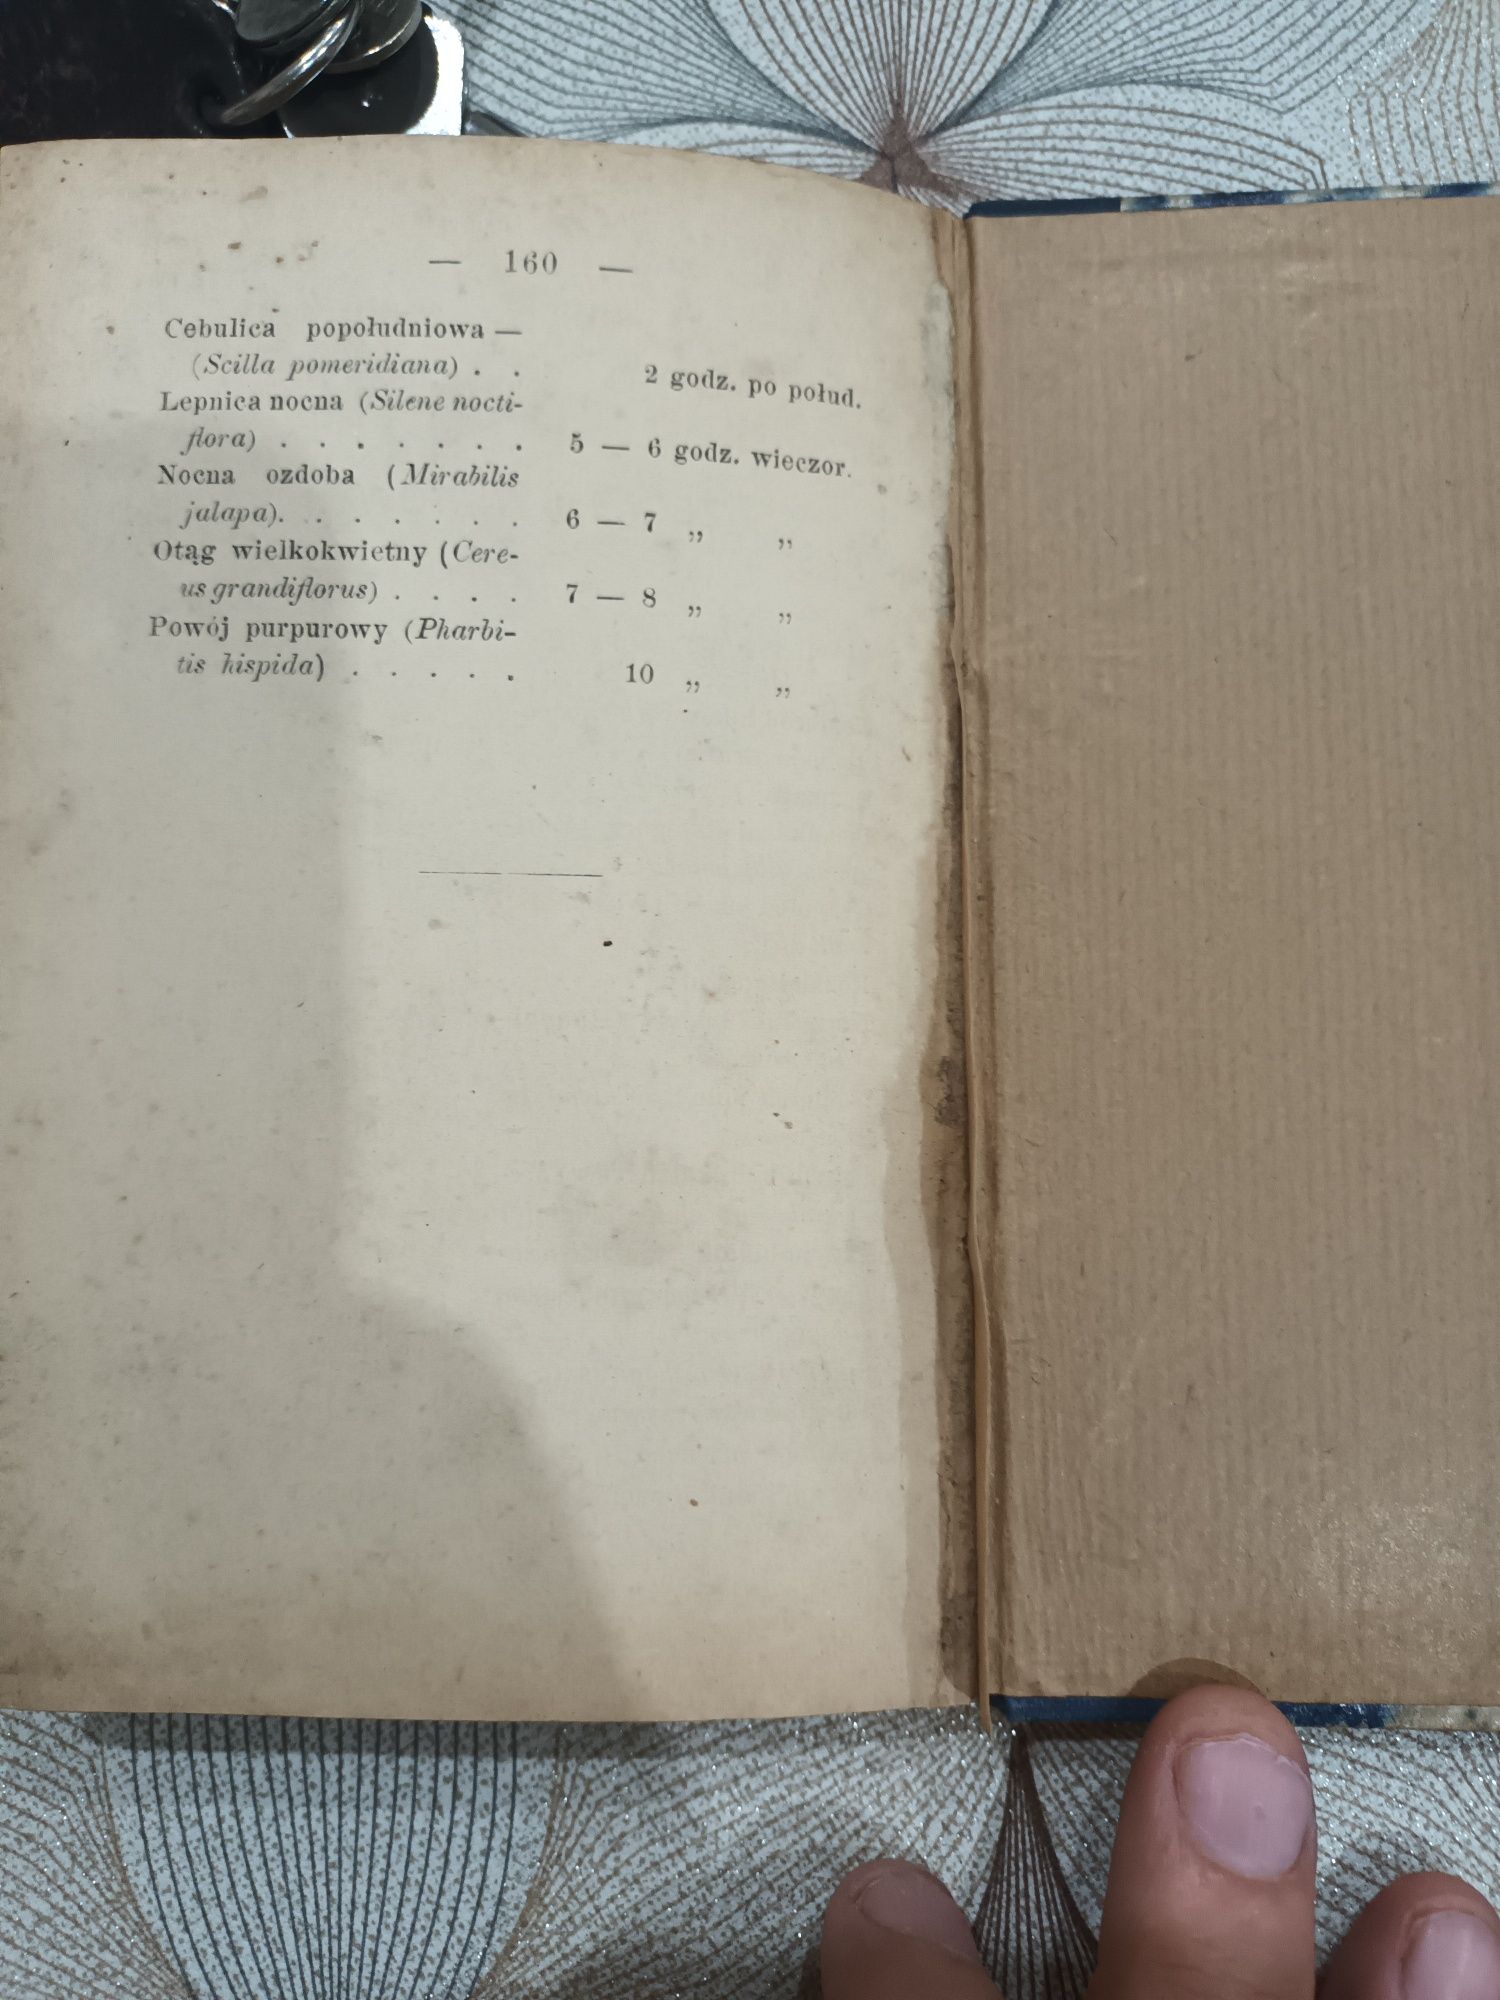 — 160 —
Cebulica popołudniowa —
(Scilla pomeridiana) . . 2 godz. po połud.
Lepnica nocna (Silene nocti-
flora) . . . . . . . 5 — 6 godz. wieczor.
Nocna ozdoba (Mirabilis
jalapa). . . . . . . 6 — 7 „ „
Otąg wielkokwietny (Cere-
us grandiflorus) . . . . 7 — 8 „ „
Powój purpurowy (Pharbi-
tis hispida) . . . . . 10 „ „